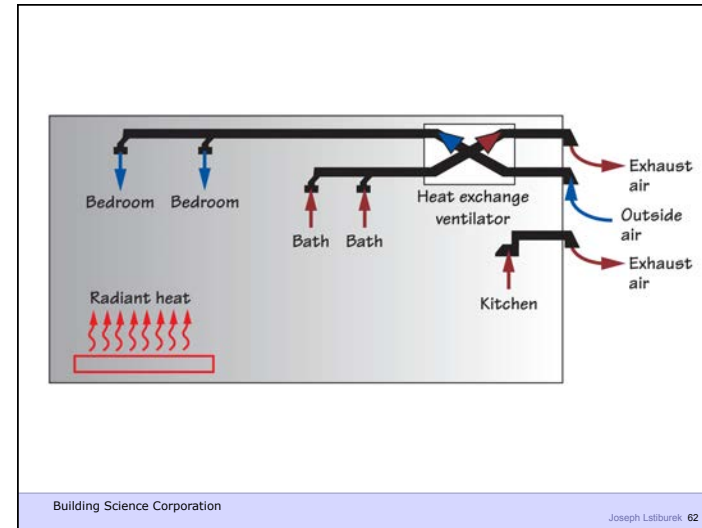 Exhaust
air
Bedroom Bedroom
Heat exchange
ventilator
Outside
air
Bath Bath
Exhaust
air
Kitchen
Radiant heat
Building Science Corporation
Joseph Lstiburek 62